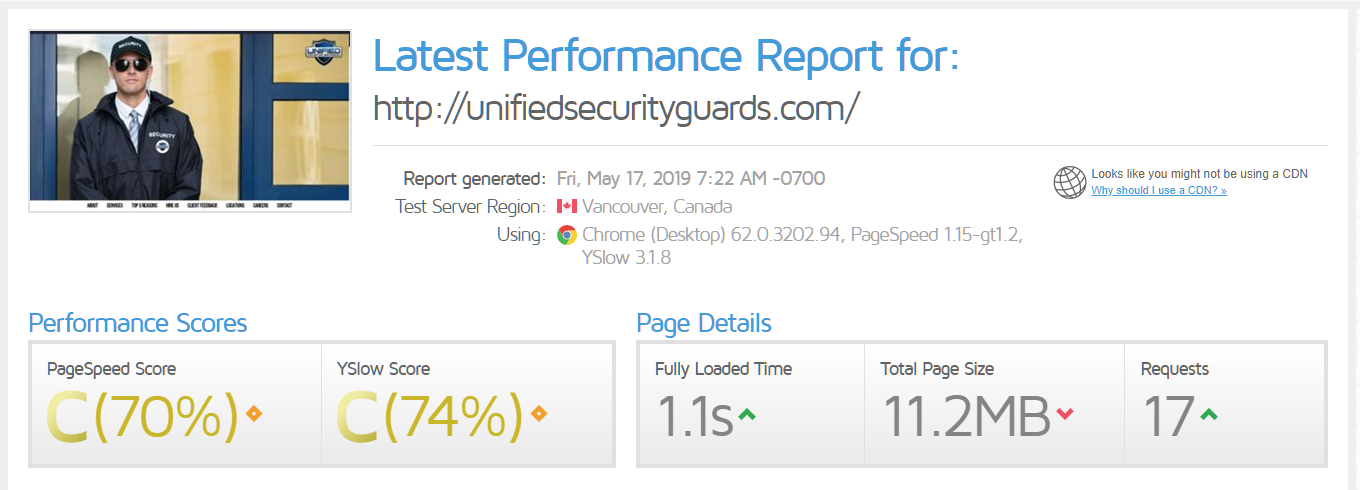 SECURITY
UNIFIED
SECURITY
ABOUT SERVICES TOP 5 REASONS HIRE US CLIENT FEEDBACK LOCATIONS CAREERS CONTACT
Latest Performance Report for:
http://unifiedsecurityguards.com/
Report generated: Fri, May 17, 2019 7:22 AM -0700
Test Server Region: Vancouver, Canada
Using: Chrome (Desktop) 62.0.3202.94, PageSpeed 1.15-gt1.2,
YSlow 3.1.8
Looks like you might not be using a CDN
Why should I use a CDN? »
Performance Scores
PageSpeed Score
C(70%)
YSlow Score
C(74%)
Page Details
Fully Loaded Time
1.1s
Total Page Size
11.2MB
Requests
17